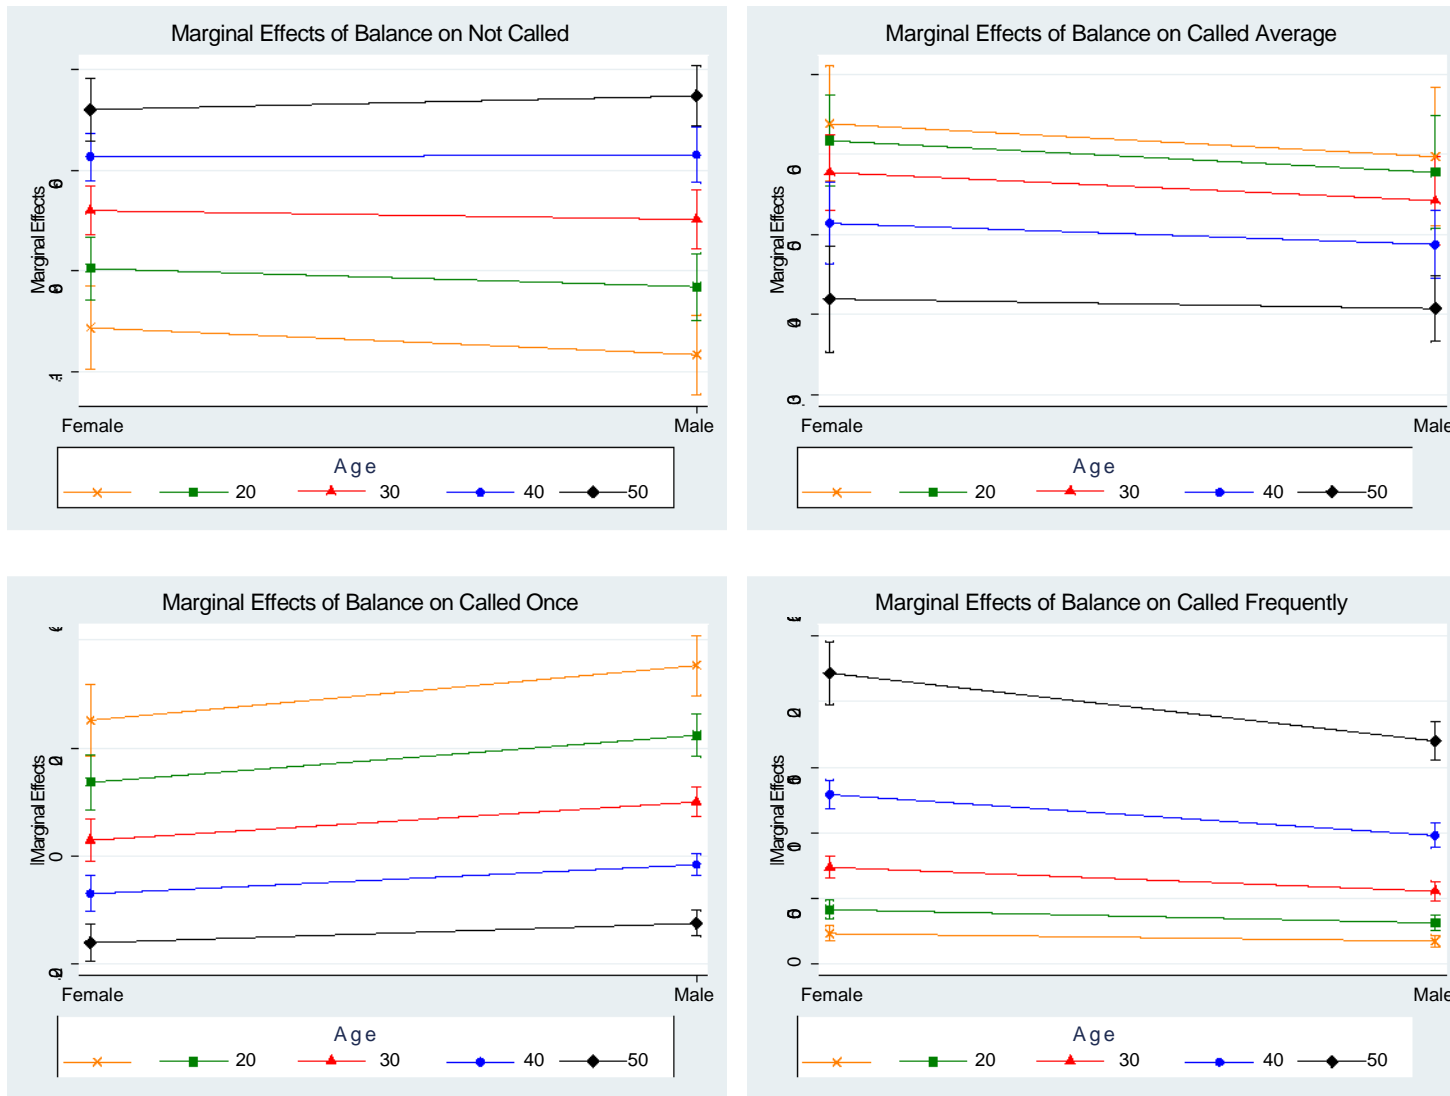 Marginal Effects of Balance on Not Called
Marginal Effects
Female
Male
Age
20
30
40
50
Marginal Effects of Balance on Called Average
Marginal Effects
Female
Male
Age
20
30
40
50
Marginal Effects of Balance on Called Once
Marginal Effects
0
Female
Male
Age
20
30
40
50
Marginal Effects of Balance on Called Frequently
Marginal Effects
0
Female
Male
Age
20
30
40
50